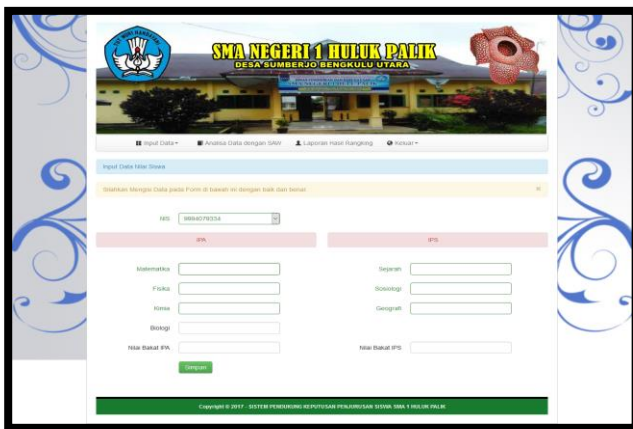 SMA NEGERI 1 HULUK PALIK
DESA SUMBERJO BENGKULU UTARA
Input Data Analisa Data dengan SAW Laporan Hasil Rangking Keluar
Input Data Nilai Siswa
Silahkan Mengisi Data pada Form di bawah ini dengan baik dan benar
NIS 9994079334
IPA IPS
Matematika Sejarah
Fisika Sosiologi
Kimia Geografi
Biologi
Nilai Bakat IPA Nilai Bakat IPS
Simpan
Copyright © 2017 - SISTEM PENDUKUNG KEPUTUSAN PENJURUSAN SISWA SMA 1 HULUK PALIK